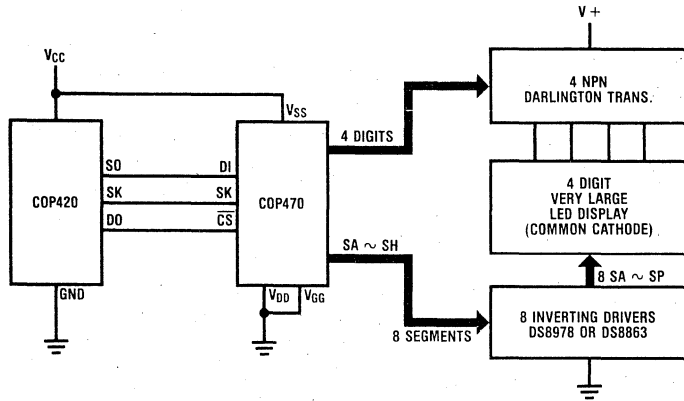 V+
4 NPN
DARLINGTON TRANS.
VCC
VSS
4 DIGITS
COP420
SO
SK
DO
DI
SK
CS
COP470
4 DIGIT
VERY LARGE
LED DISPLAY
(COMMON CATHODE)
SA ~ SH
8 SA ~ SP
GND
VDD
VGG
8 SEGMENTS
8 INVERTING DRIVERS
DS8978 OR DS8863